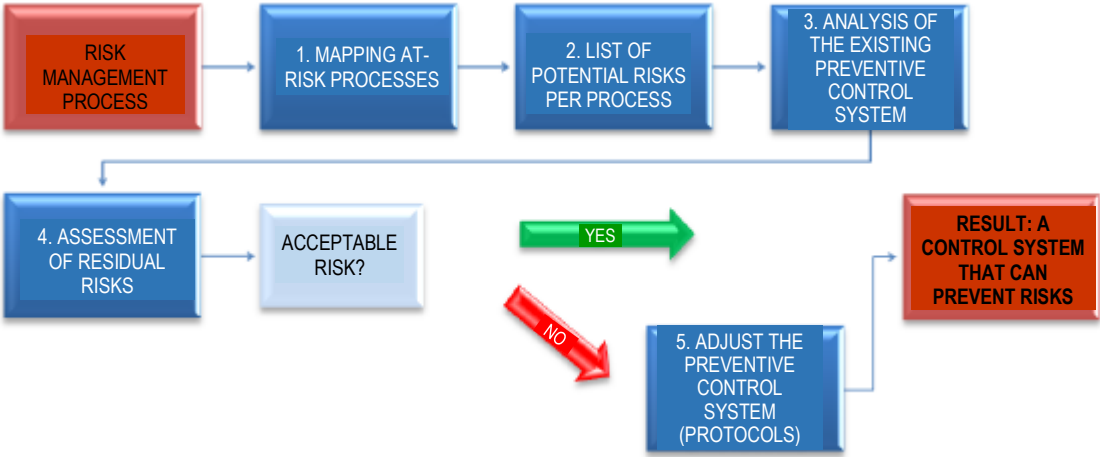 RISK
MANAGEMENT
PROCESS
1. MAPPING AT-
RISK PROCESSES
2. LIST OF
POTENTIAL RISKS
PER PROCESS
3. ANALYSIS OF
THE EXISTING
PREVENTIVE
CONTROL
SYSTEM
4. ASSESSMENT
OF RESIDUAL
RISKS
ACCEPTABLE
RISK?
YES
NO
5. ADJUST THE
PREVENTIVE
CONTROL
SYSTEM
(PROTOCOLS)
RESULT: A
CONTROL SYSTEM
THAT CAN
PREVENT RISKS